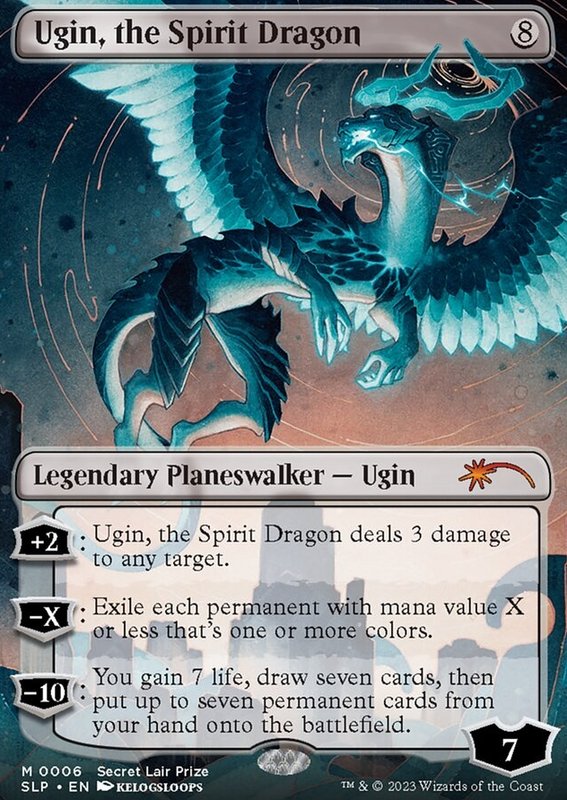 Ugin, the Spirit Dragon 8
Legendary Planeswalker — Ugin
+2 : Ugin, the Spirit Dragon deals 3 damage
to any target.
−X : Exile each permanent with mana value X
or less that's one or more colors.
−10 : You gain 7 life, draw seven cards, then
put up to seven permanent cards from
your hand onto the battlefield.
7
M 0006 Secret Lair Prize
SLP • EN KELOGSLOOPS
™ & © 2023 Wizards of the Coast